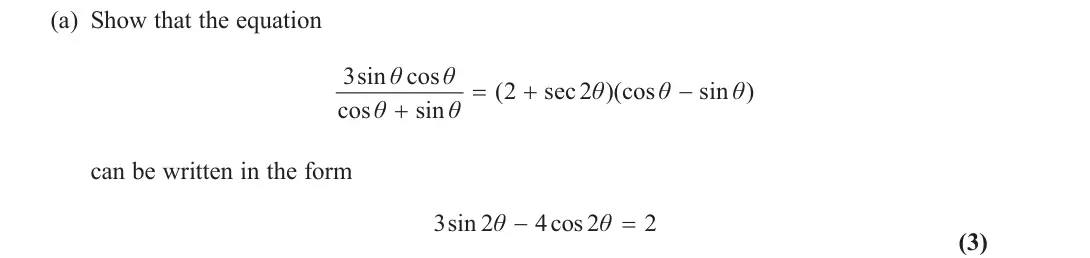 (a) Show that the equation
3 sin θ cos θ / cos θ + sin θ = (2 + sec 2θ)(cos θ − sin θ)
can be written in the form
3 sin 2θ − 4 cos 2θ = 2
(3)